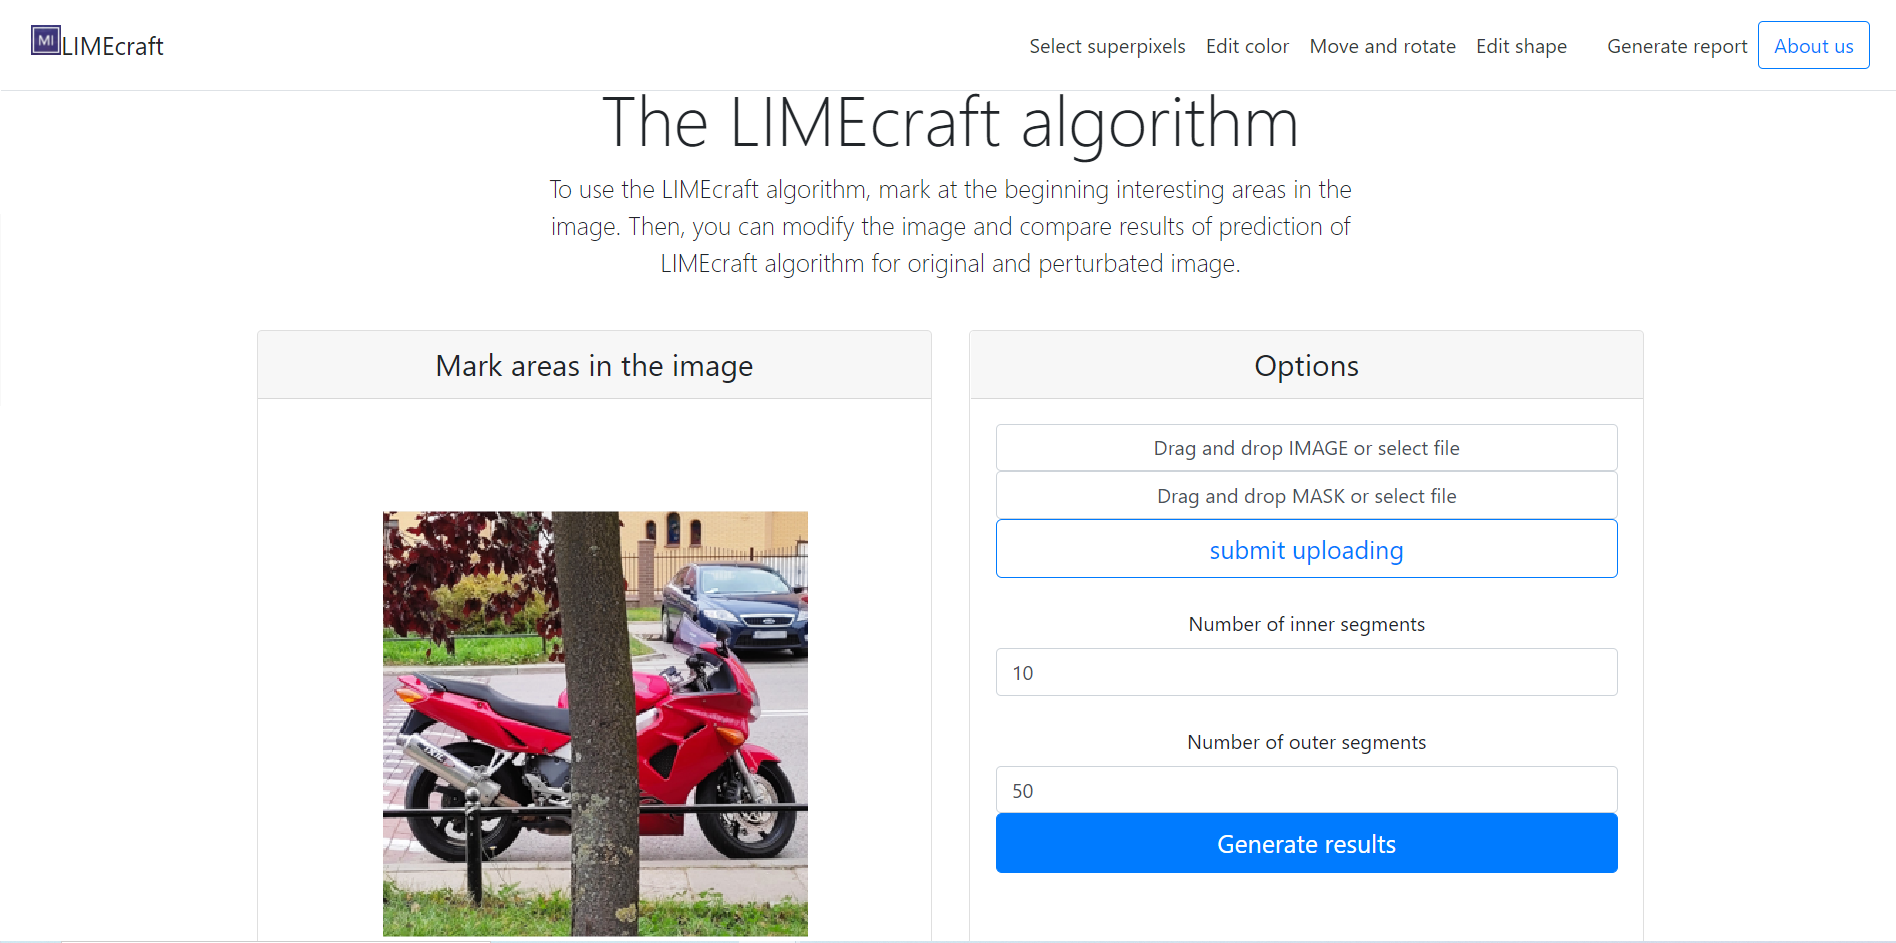 MI LIMEcraft
Select superpixels Edit color Move and rotate Edit shape Generate report About us
The LIMEcraft algorithm
To use the LIMEcraft algorithm, mark at the beginning interesting areas in the
image. Then, you can modify the image and compare results of prediction of
LIMEcraft algorithm for original and perturbated image.
Mark areas in the image
Options
Drag and drop IMAGE or select file
Drag and drop MASK or select file
submit uploading
Number of inner segments
10
Number of outer segments
50
Generate results